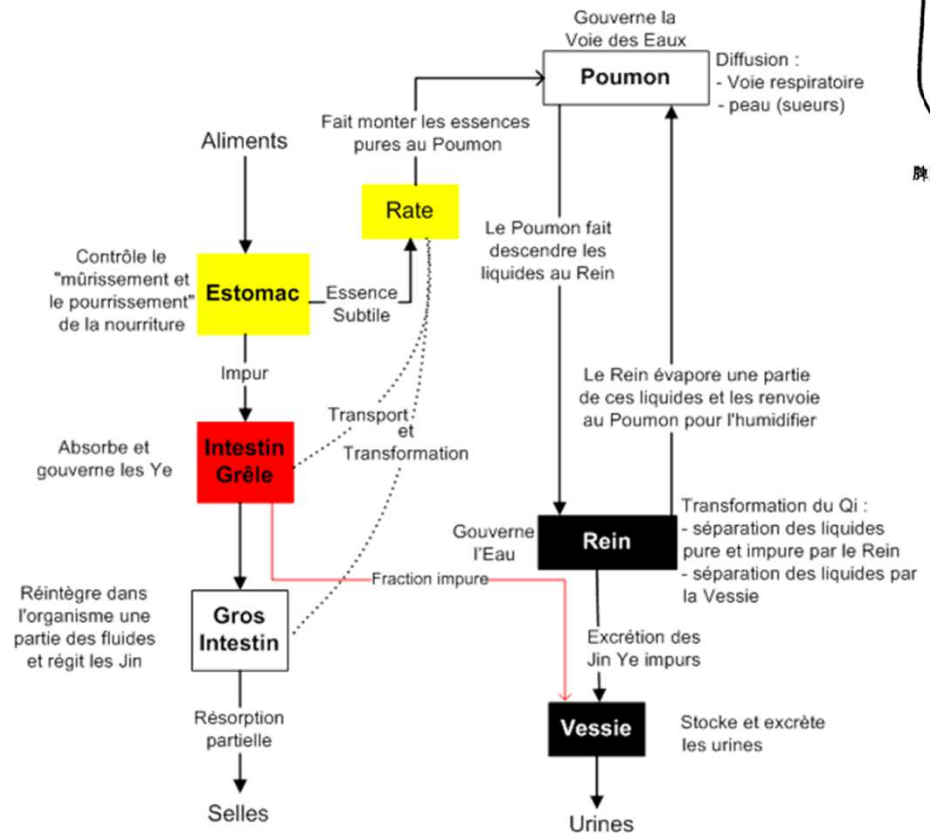 Gouverne la
Voie des Eaux
Poumon
Diffusion :
- Voie respiratoire
- peau (sueurs)
Aliments
Fait monter les essences
pures au Poumon
Rate
Contrôle le
"mûrissement et
le pourrissement"
de la nourriture
Estomac
Essence
Subtile
Le Poumon fait
descendre les
liquides au Rein
Impur
Le Rein évapore une partie
de ces liquides et les renvoie
au Poumon pour l'humidifier
Transport
et
Transformation
Absorbe et
gouverne les Ye
Intestin
Grêle
Gouverne
l'Eau
Rein
Transformation du Qi :
- séparation des liquides
pure et impure par le Rein
- séparation des liquides par
la Vessie
Fraction impure
Réintègre dans
l'organisme une
partie des fluides
et régit les Jin
Gros
Intestin
Excrétion des
Jin Ye impurs
Résorption
partielle
Vessie
Stocke et excrète
les urines
Selles
Urines